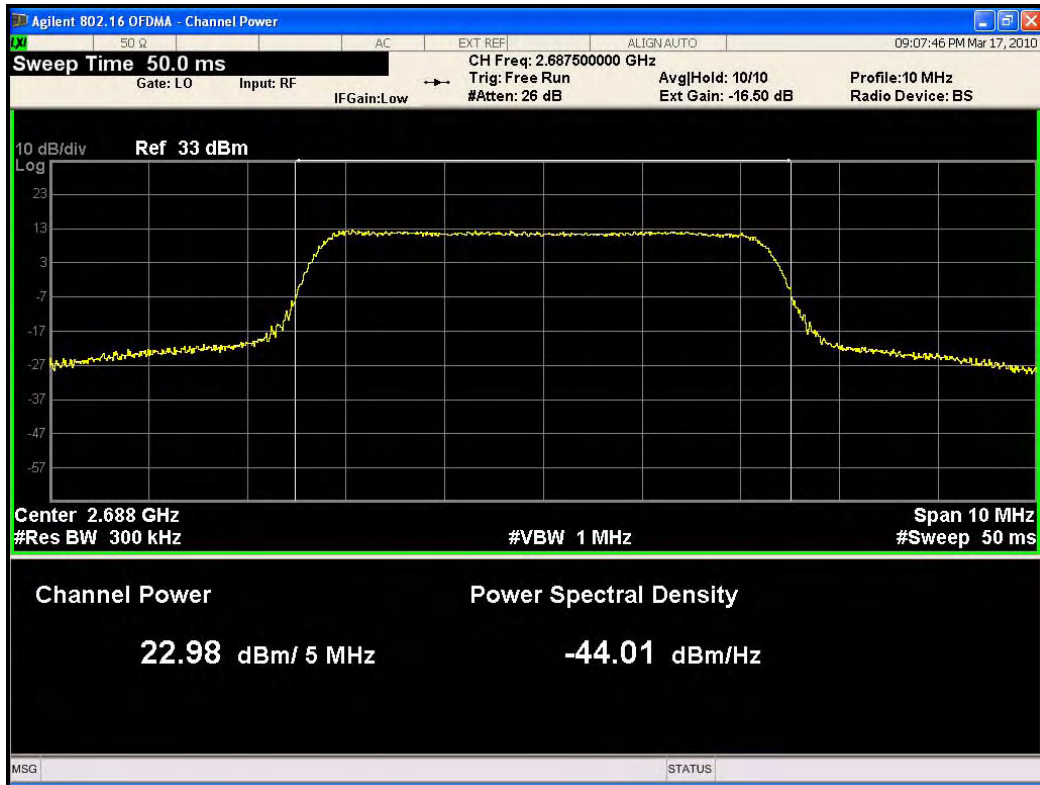 Agilent 802.16 OFDMA - Channel Power
LXI 50 Ω AC EXT REF ALIGN AUTO 09:07:46 PM Mar 17, 2010
Sweep Time 50.0 ms
CH Freq: 2.687500000 GHz
Gate: LO Input: RF Trig: Free Run Avg|Hold: 10/10 Profile:10 MHz
IFGain:Low #Atten: 26 dB Ext Gain: -16.50 dB Radio Device: BS
10 dB/div Ref 33 dBm
Log
23
13
3
-7
-17
-27
-37
-47
-57
Center 2.688 GHz Span 10 MHz
#Res BW 300 kHz #VBW 1 MHz #Sweep 50 ms
Channel Power Power Spectral Density
22.98 dBm/ 5 MHz -44.01 dBm/Hz
MSG STATUS